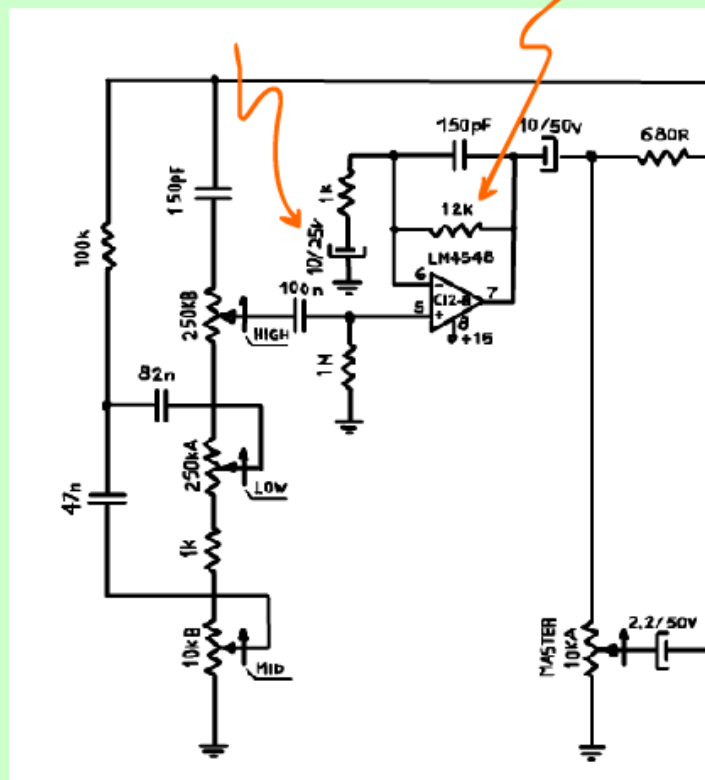 150pF
10/50V
680R
150pF
1k
12k
100k
10/25V
LM4548
6
7
100n
CI2-B
250KB
5
8
HIGH
+15
1M
82n
250KA
LOW
47n
1k
2,2/50V
10KB
MASTER
10KA
MID